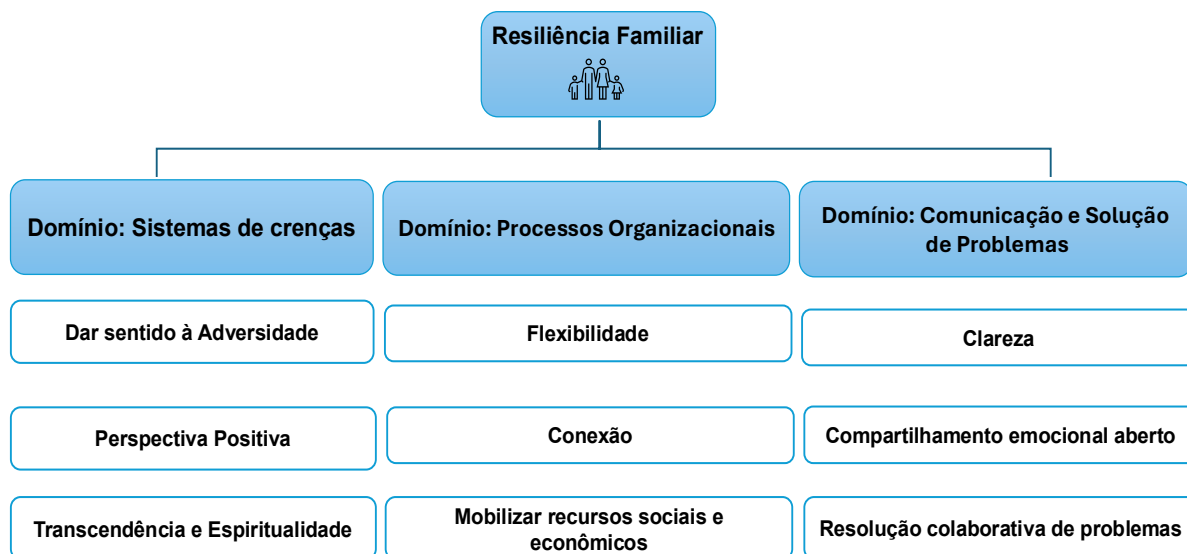 Resiliência Familiar
Domínio: Sistemas de crenças
Domínio: Processos Organizacionais
Domínio: Comunicação e Solução
de Problemas
Dar sentido à Adversidade
Flexibilidade
Clareza
Perspectiva Positiva
Conexão
Compartilhamento emocional aberto
Transcendência e Espiritualidade
Mobilizar recursos sociais e
econômicos
Resolução colaborativa de problemas